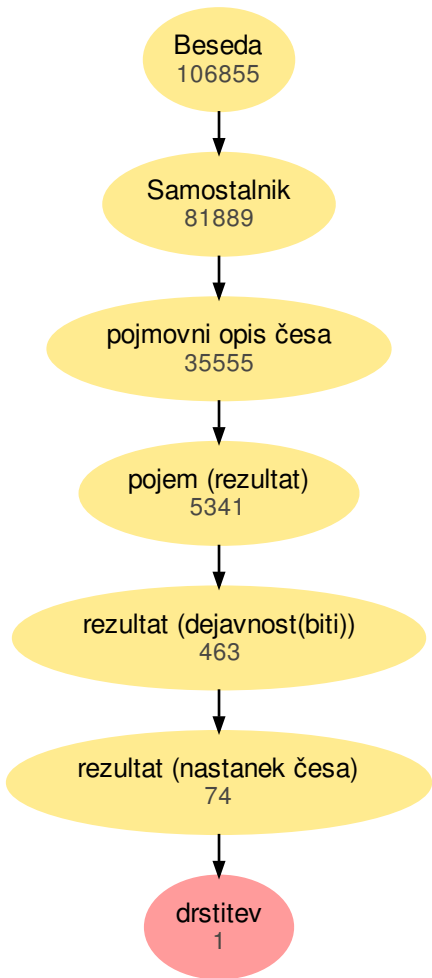 Beseda
106855
Samostalnik
81889
pojmovni opis česa
35555
pojem (rezultat)
5341
rezultat (dejavnost(biti))
463
rezultat (nastanek česa)
74
drstitev
1